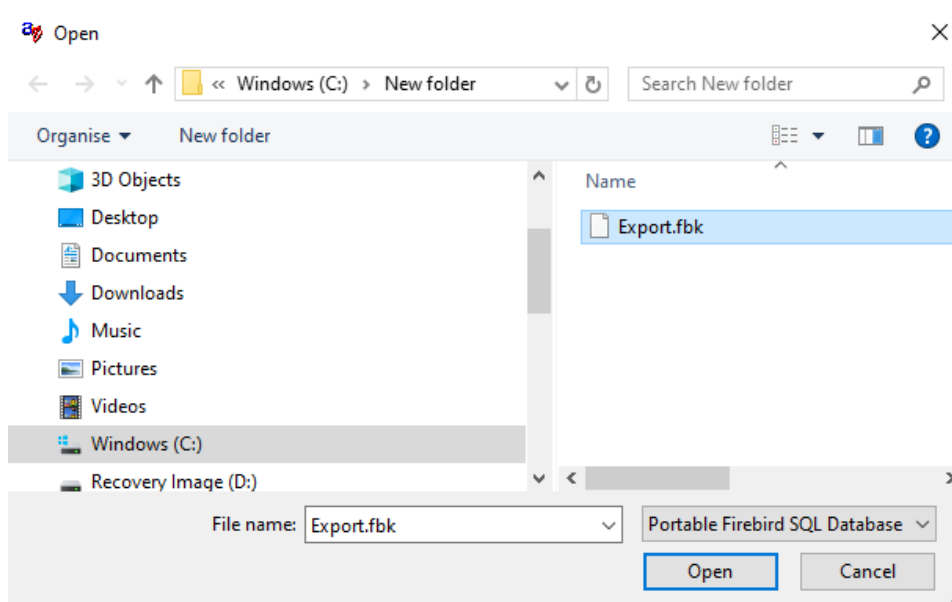 Open
« Windows (C:) > New folder
Search New folder
Organise
New folder
?
3D Objects
Desktop
Documents
Downloads
Music
Pictures
Videos
Windows (C:)
Recovery Image (D:)
Name
Export.fbk
File name: Export.fbk
Portable Firebird SQL Database
Open
Cancel